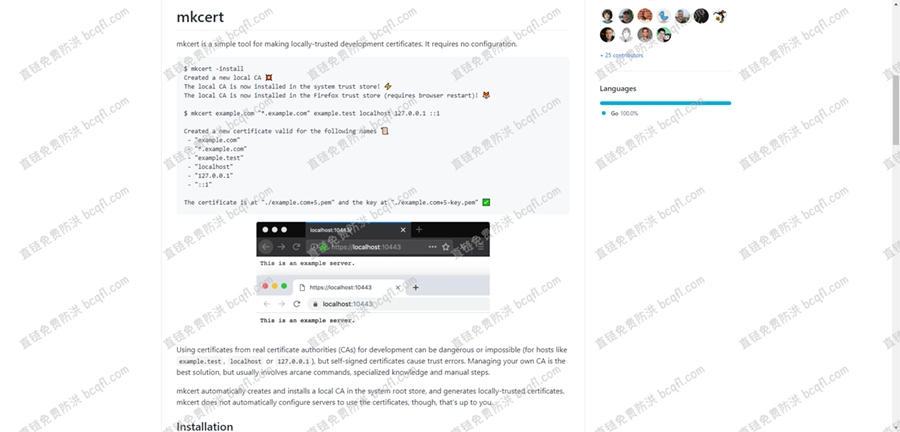 mkcert
mkcert is a simple tool for making locally-trusted development certificates. It requires no configuration.
$ mkcert -install
Created a new local CA 💥
The local CA is now installed in the system trust store! ⚡
The local CA is now installed in the Firefox trust store (requires browser restart)! 🦊
$ mkcert example.com "*.example.com" example.test localhost 127.0.0.1 ::1
Created a new certificate valid for the following names 📜
- "example.com"
- "*.example.com"
- "example.test"
- "localhost"
- "127.0.0.1"
- "::1"
The certificate is at "./example.com+5.pem" and the key at "./example.com+5-key.pem" ✅
localhost:10443/
https://localhost:10443
This is an example server.
https://localhost:10443
localhost:10443
This is an example server.
Using certificates from real certificate authorities (CAs) for development can be dangerous or impossible (for hosts like
example.test, localhost or 127.0.0.1), but self-signed certificates cause trust errors. Managing your own CA is the
best solution, but usually involves arcane commands, specialized knowledge and manual steps.
mkcert automatically creates and installs a local CA in the system root store, and generates locally-trusted certificates.
mkcert does not automatically configure servers to use the certificates, though, that's up to you.
Installation
+ 25 contributors
Languages
Go 100.0%
直链免费防洪 bcqfl.com